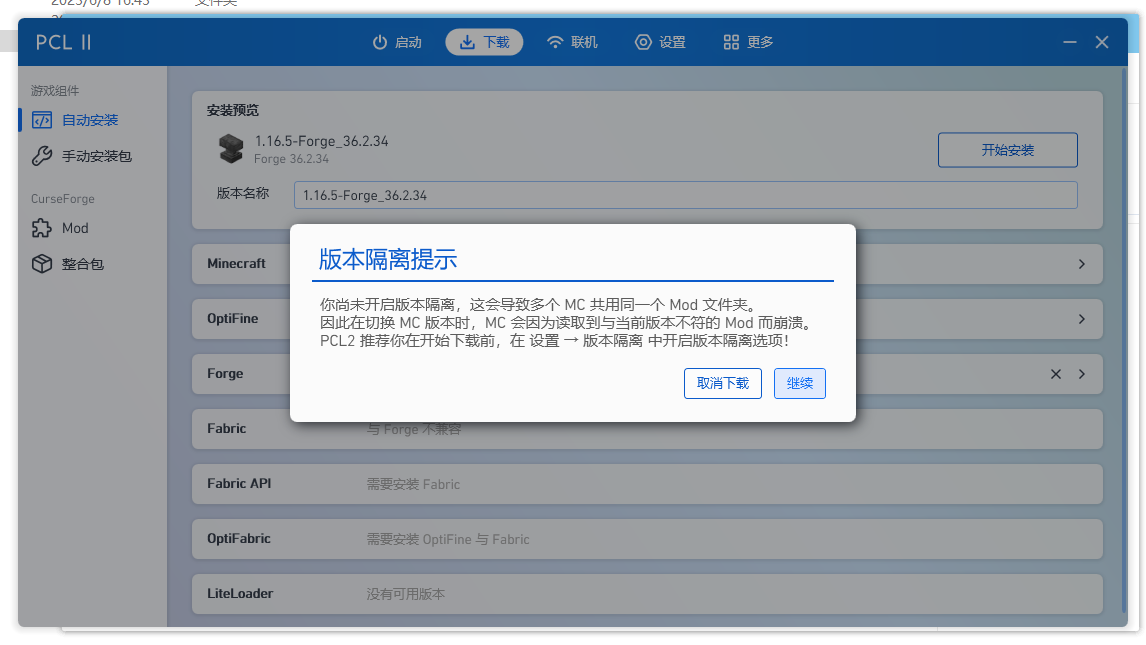 2023/6/8 16:43 文件夹
PCL II
启动
下载
联机
设置
更多
游戏组件
自动安装
手动安装包
CurseForge
Mod
整合包
安装预览
1.16.5-Forge_36.2.34
Forge 36.2.34
开始安装
版本名称
1.16.5-Forge_36.2.34
版本隔离提示
你尚未开启版本隔离，这会导致多个 MC 共用同一个 Mod 文件夹。
因此在切换 MC 版本时，MC 会因为读取到与当前版本不符的 Mod 而崩溃。
PCL2 推荐你在开始下载前，在 设置 → 版本隔离 中开启版本隔离选项！
取消下载
继续
Minecraft
OptiFine
Forge
Fabric 与 Forge 不兼容
Fabric API 需要安装 Fabric
OptiFabric 需要安装 OptiFine 与 Fabric
LiteLoader 没有可用版本